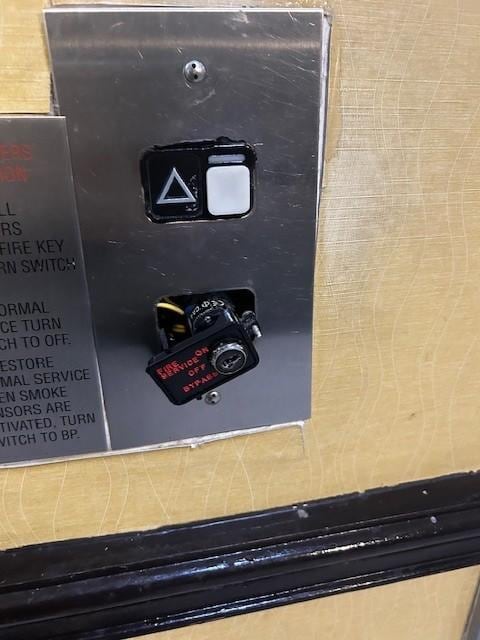 ERS
ION
LL
RS
FIRE KEY
RN SWITCH
ORMAL
CE TURN
CH TO OFF.
ESTORE
MAL SERVICE
EN SMOKE
NSORS ARE
TIVATED, TURN
WITCH TO BP.
FIRE
SERVICE ON
OFF
BYPASS